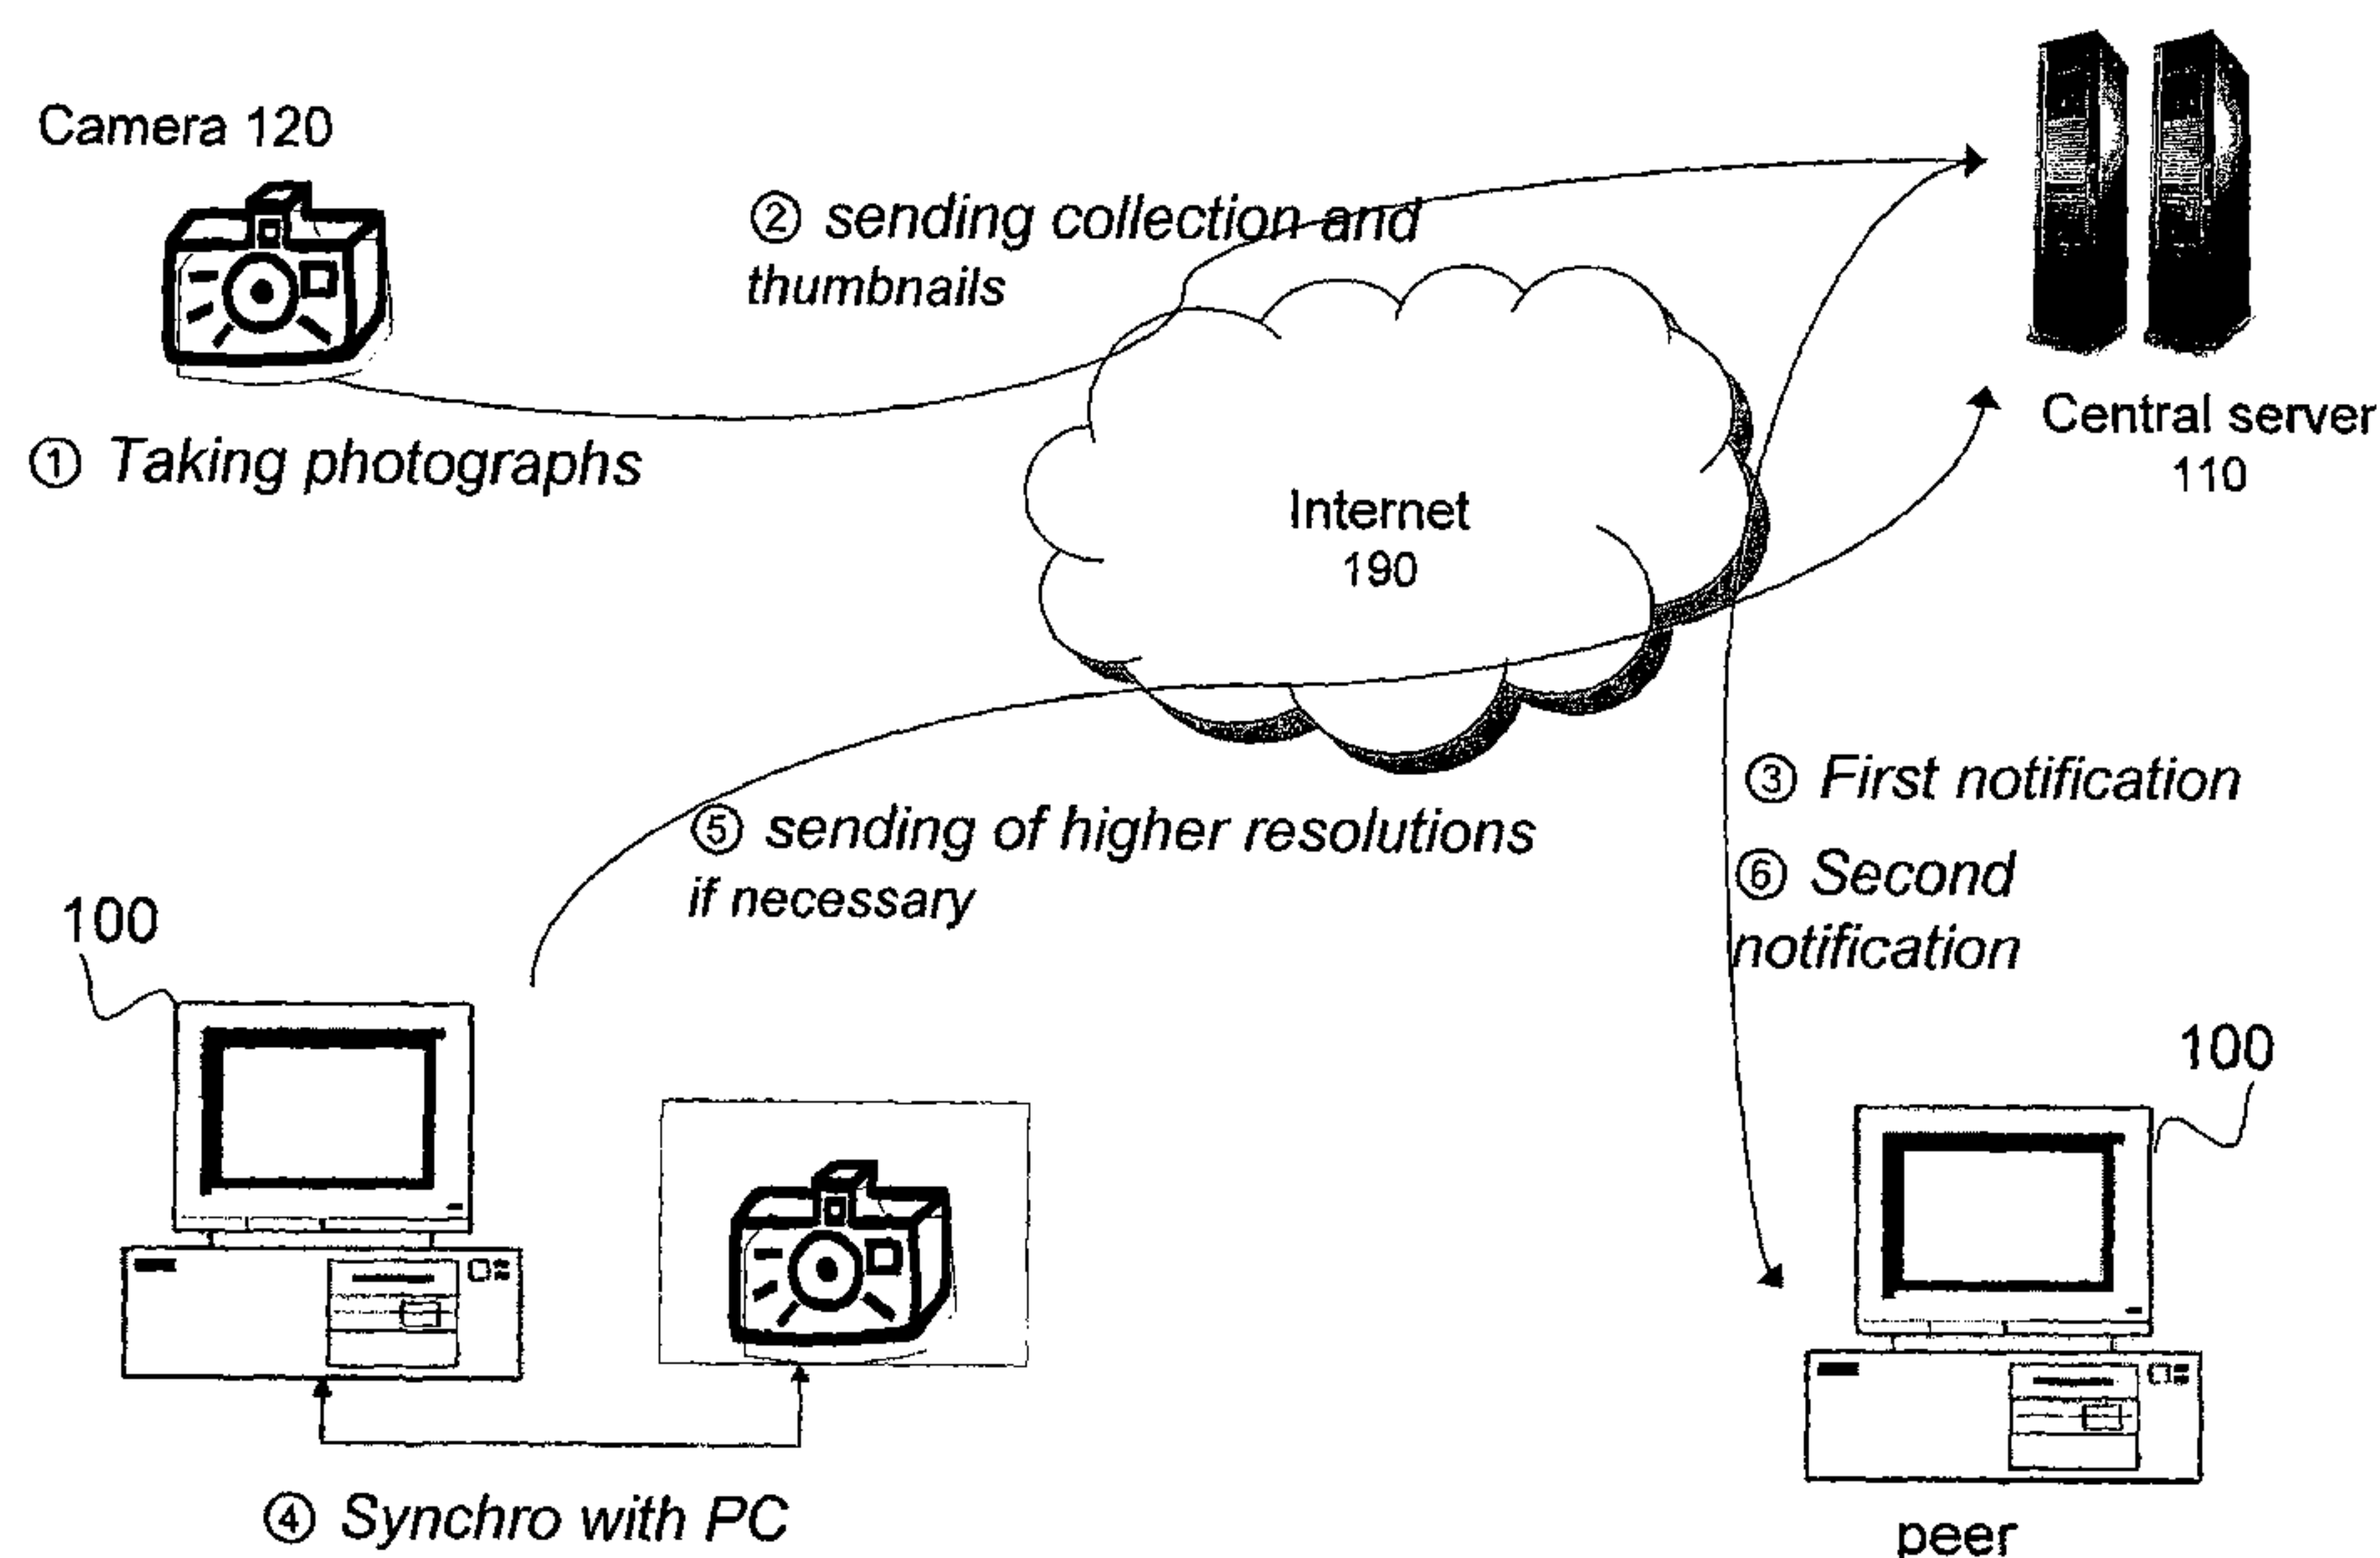 Camera 120
② sending collection and
thumbnails
① Taking photographs
Central server
110
Internet
190
③ First notification
⑤ sending of higher resolutions
if necessary
⑥ Second
notification
100
100
④ Synchro with PC
peer